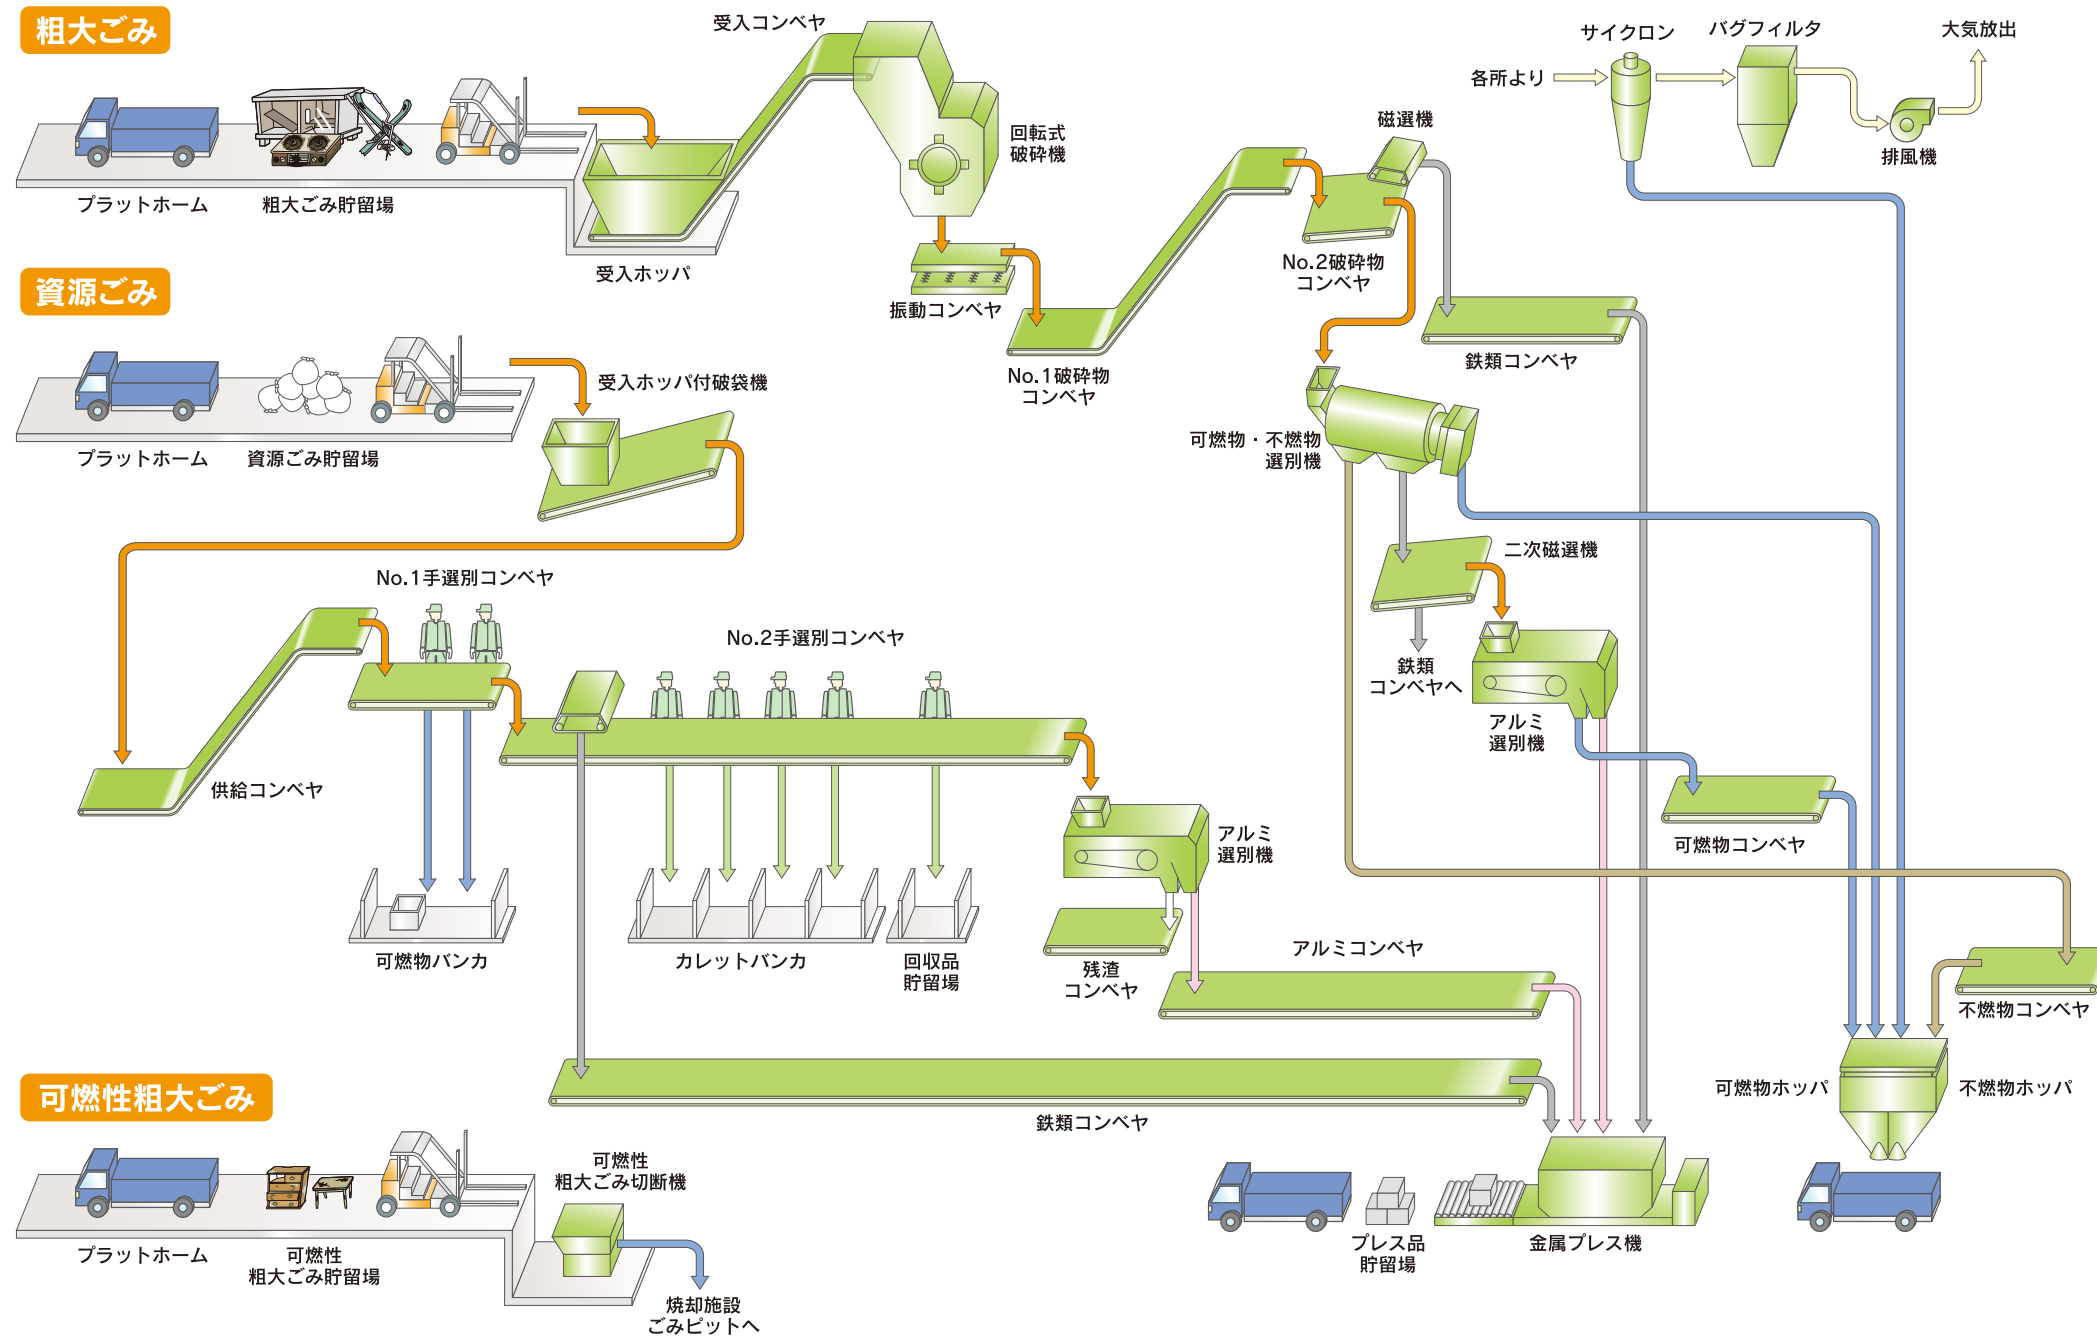 粗大ごみ
プラットホーム
粗大ごみ貯留場
受入ホッパ
受入コンベヤ
回転式
破砕機
振動コンベヤ
No.1破砕物
コンベヤ
磁選機
No.2破砕物
コンベヤ
鉄類コンベヤ
各所より
サイクロン
バグフィルタ
排風機
大気放出
可燃物・不燃物
選別機
二次磁選機
鉄類
コンベヤへ
アルミ
選別機
可燃物コンベヤ
不燃物コンベヤ
可燃物ホッパ
不燃物ホッパ
資源ごみ
プラットホーム
資源ごみ貯留場
受入ホッパ付破袋機
供給コンベヤ
No.1手選別コンベヤ
No.2手選別コンベヤ
可燃物バンカ
カレットバンカ
回収品
貯留場
アルミ
選別機
残渣
コンベヤ
アルミコンベヤ
鉄類コンベヤ
プレス品
貯留場
金属プレス機
可燃性粗大ごみ
プラットホーム
可燃性
粗大ごみ貯留場
可燃性
粗大ごみ切断機
焼却施設
ごみピットへ